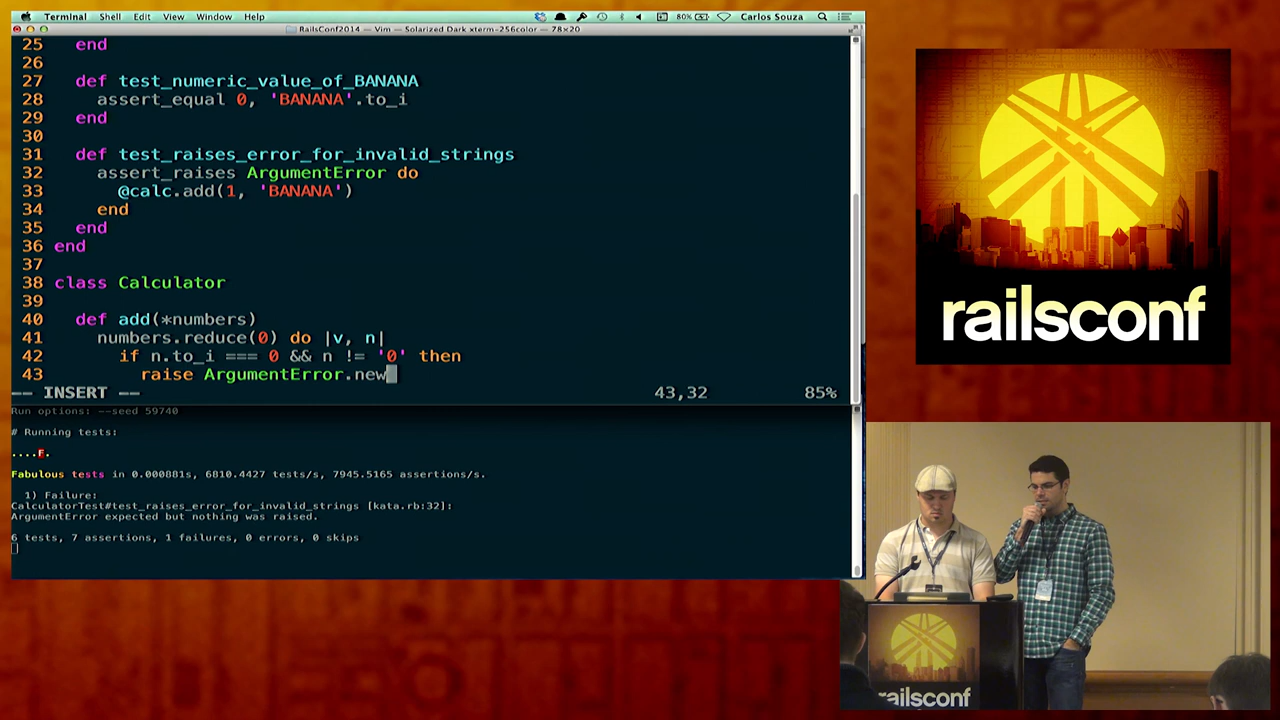 Terminal Shell Edit View Window Help 80% Carlos Souza
RailsConf2014 — Vim — Solarized Dark xterm-256color — 78×20
25 end
26
27 def test_numeric_value_of_BANANA
28 assert_equal 0, 'BANANA'.to_i
29 end
30
31 def test_raises_error_for_invalid_strings
32 assert_raises ArgumentError do
33 @calc.add(1, 'BANANA')
34 end
35 end
36 end
37
38 class Calculator
39
40 def add(*numbers)
41 numbers.reduce(0) do |v, n|
42 if n.to_i === 0 && n != '0' then
43 raise ArgumentError.new
-- INSERT -- 43,32 85%
Run options: --seed 59740
# Running tests:
....F.
Fabulous tests in 0.000881s, 6810.4427 tests/s, 7945.5165 assertions/s.
1) Failure:
CalculatorTest#test_raises_error_for_invalid_strings [kata.rb:32]:
ArgumentError expected but nothing was raised.
6 tests, 7 assertions, 1 failures, 0 errors, 0 skips
railsconf
railsconf